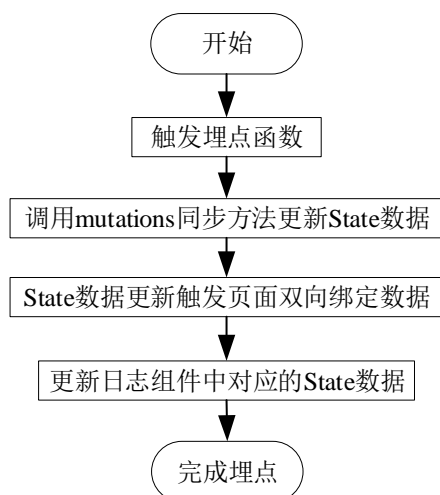 开始
触发埋点函数
调用mutations同步方法更新State数据
State数据更新触发页面双向绑定数据
更新日志组件中对应的State数据
完成埋点